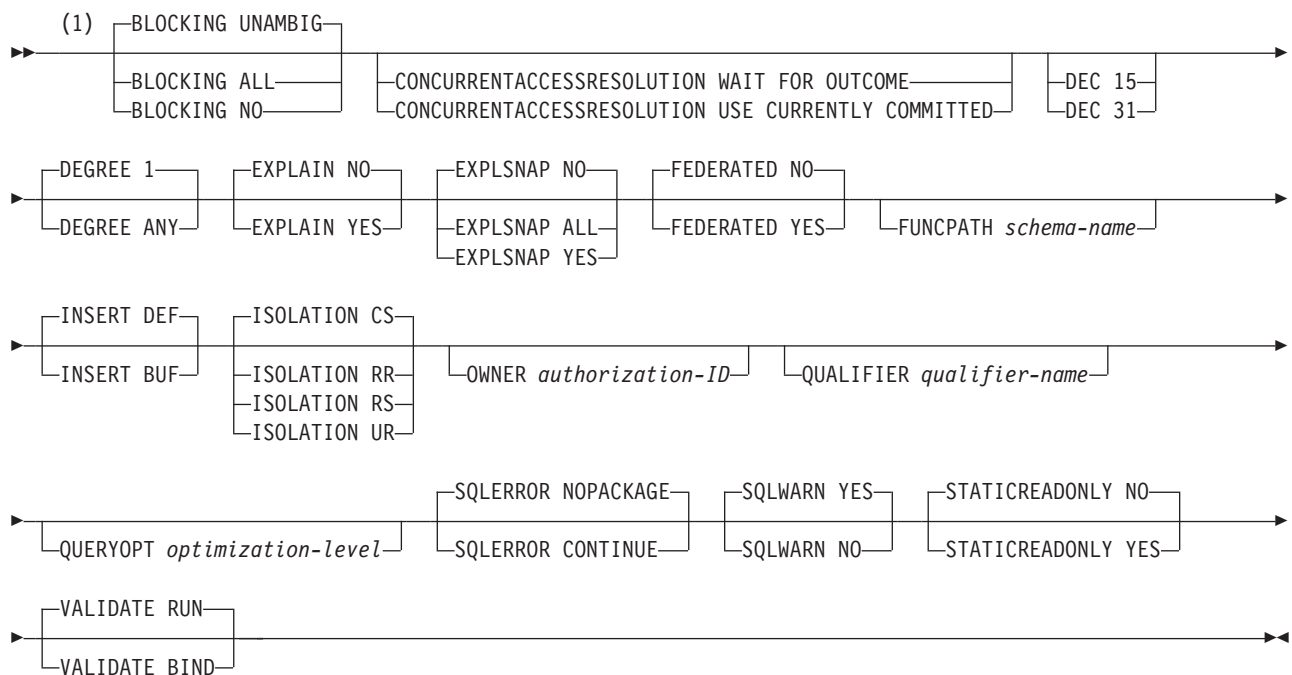 (1) BLOCKING UNAMBIG
BLOCKING ALL
BLOCKING NO
CONCURRENTACCESSRESOLUTION WAIT FOR OUTCOME
CONCURRENTACCESSRESOLUTION USE CURRENTLY COMMITTED
DEC 15
DEC 31
DEGREE 1
DEGREE ANY
EXPLAIN NO
EXPLAIN YES
EXPLSNAP NO
EXPLSNAP ALL
EXPLSNAP YES
FEDERATED NO
FEDERATED YES
FUNCPATH schema-name
INSERT DEF
INSERT BUF
ISOLATION CS
ISOLATION RR
ISOLATION RS
ISOLATION UR
OWNER authorization-ID
QUALIFIER qualifier-name
QUERYOPT optimization-level
SQLERROR NOPACKAGE
SQLERROR CONTINUE
SQLWARN YES
SQLWARN NO
STATICREADONLY NO
STATICREADONLY YES
VALIDATE RUN
VALIDATE BIND